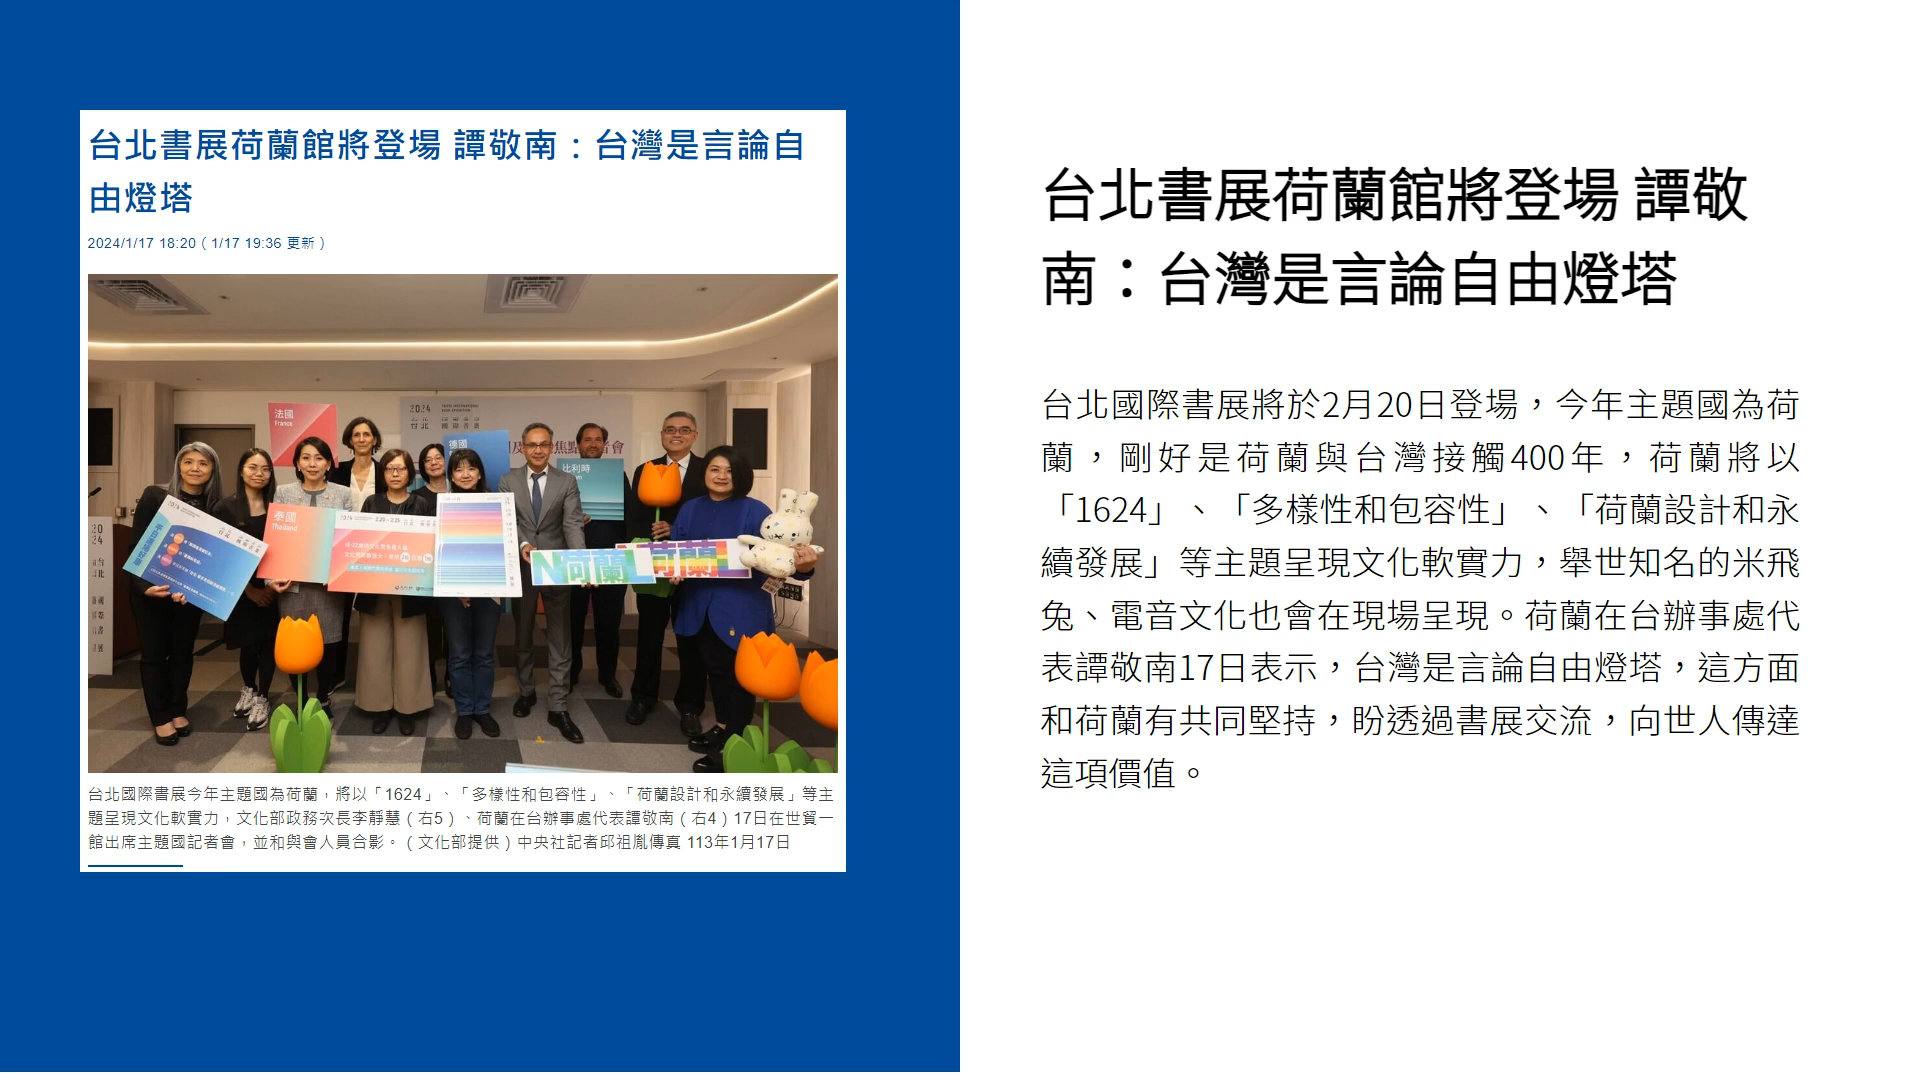 台北書展荷蘭館將登場 譚敬南：台灣是言論自
由燈塔
2024/1/17 18:20（1/17 19:36 更新）
法國
France
2024
台北
德國
焦點
者會
比利時
泰國
Thailand
2024
N荷蘭
荷蘭
20
24
台北國際書展今年主題國為荷蘭，將以「1624」、「多樣性和包容性」、「荷蘭設計和永續發展」等主
題呈現文化軟實力，文化部政務次長李靜慧（右5）、荷蘭在台辦事處代表譚敬南（右4）17日在世貿一
館出席主題國記者會，並和與會人員合影。（文化部提供）中央社記者邱祖胤傳真 113年1月17日
台北書展荷蘭館將登場 譚敬
南：台灣是言論自由燈塔
台北國際書展將於2月20日登場，今年主題國為荷
蘭，剛好是荷蘭與台灣接觸400年，荷蘭將以
「1624」、「多樣性和包容性」、「荷蘭設計和永
續發展」等主題呈現文化軟實力，舉世知名的米飛
兔、電音文化也會在現場呈現。荷蘭在台辦事處代
表譚敬南17日表示，台灣是言論自由燈塔，這方面
和荷蘭有共同堅持，盼透過書展交流，向世人傳達
這項價值。